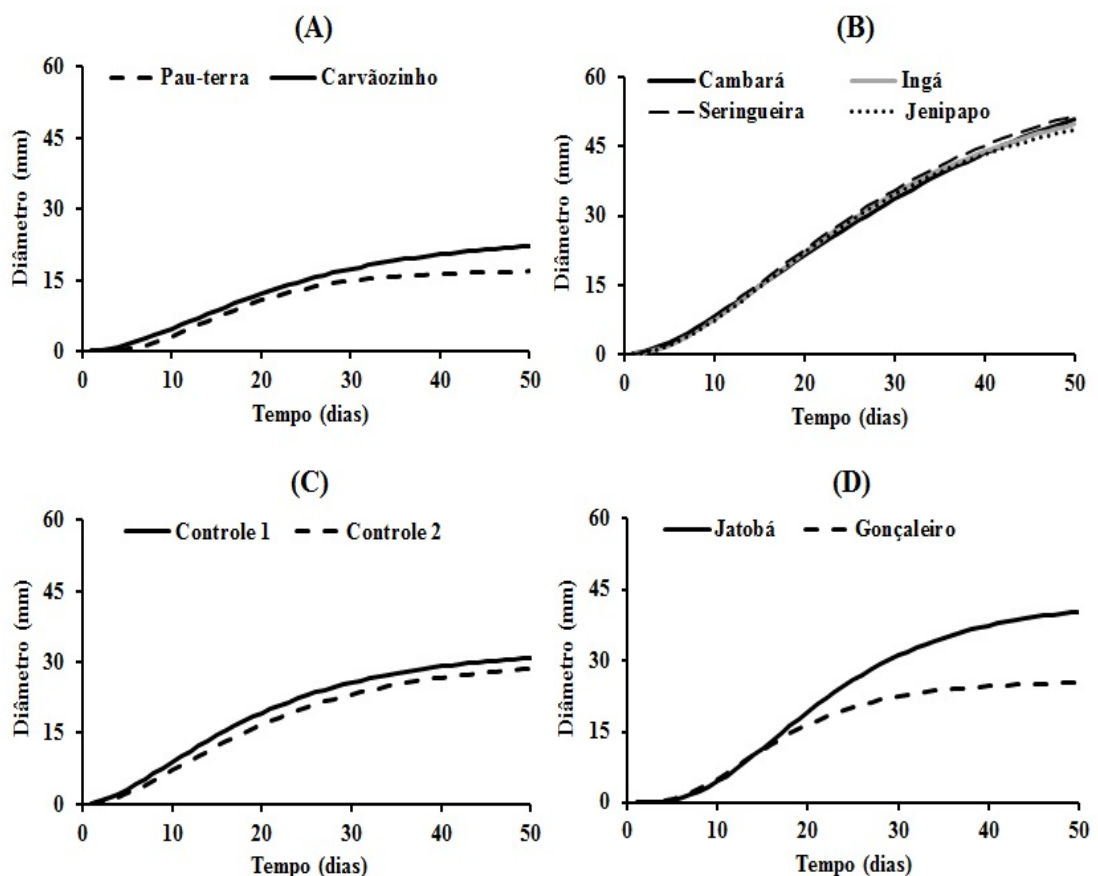 (A)
Pau-terra Carvãozinho
60
45
30
15
0
Diâmetro (mm)
0 10 20 30 40 50
Tempo (dias)
(B)
Cambará Ingá
Seringueira Jenipapo
60
45
30
15
0
Diâmetro (mm)
0 10 20 30 40 50
Tempo (dias)
(C)
Controle 1 Controle 2
60
45
30
15
0
Diâmetro (mm)
0 10 20 30 40 50
Tempo (dias)
(D)
Jatobá Gonçaleiro
60
45
30
15
0
Diâmetro (mm)
0 10 20 30 40 50
Tempo (dias)